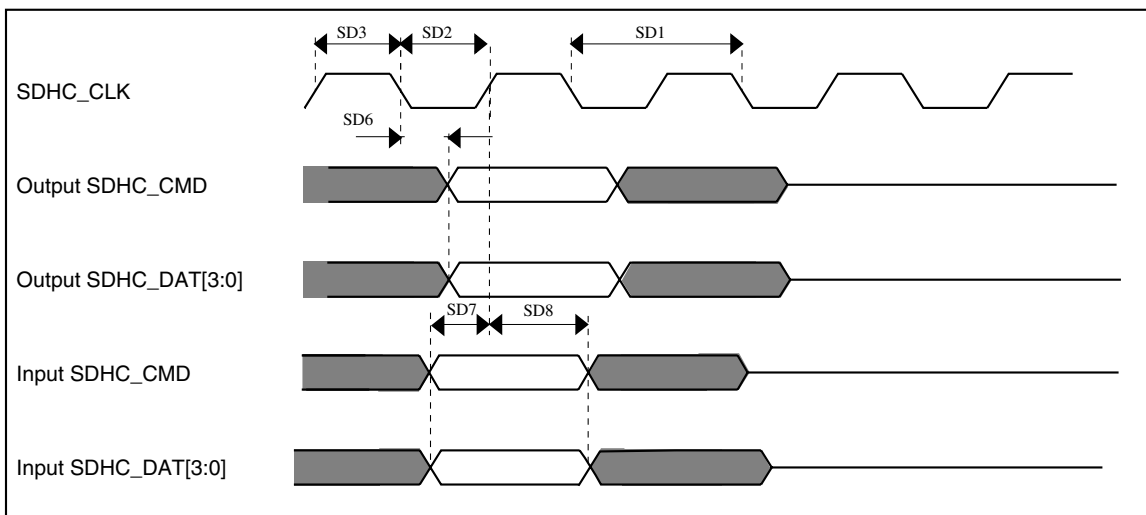 SD3 SD2 SD1
SDHC_CLK
SD6
Output SDHC_CMD
Output SDHC_DAT[3:0]
SD7 SD8
Input SDHC_CMD
Input SDHC_DAT[3:0]